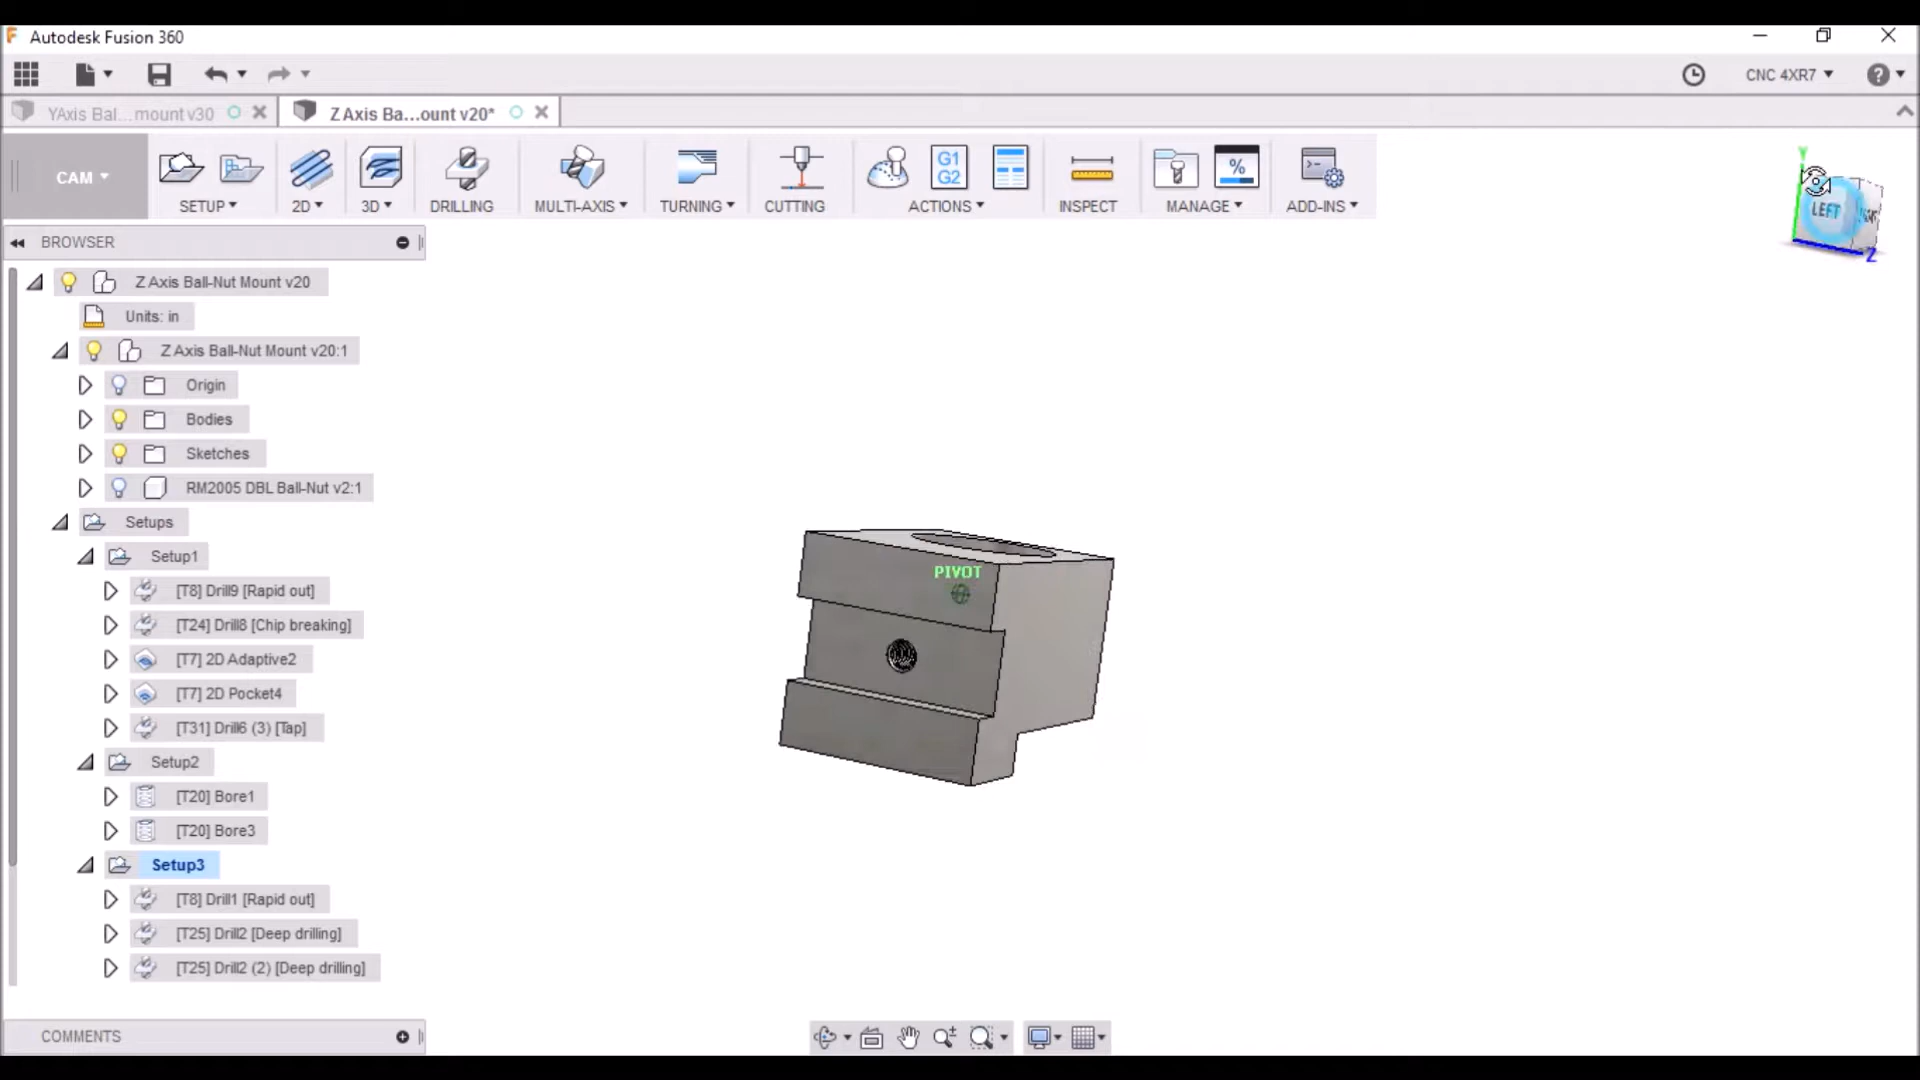 Autodesk Fusion 360
CNC 4XR7
YAxis Bal...mount v30
Z Axis Ba...ount v20*
CAM
G1
G2
%
SETUP
2D
3D
DRILLING
MULTI-AXIS
TURNING
CUTTING
ACTIONS
INSPECT
MANAGE
ADD-INS
Y
LEFT
Z
BROWSER
Z Axis Ball-Nut Mount v20
Units: in
Z Axis Ball-Nut Mount v20:1
Origin
Bodies
Sketches
RM2005 DBL Ball-Nut v2:1
Setups
Setup1
[T8] Drill9 [Rapid out]
[T24] Drill8 [Chip breaking]
[T7] 2D Adaptive2
[T7] 2D Pocket4
[T31] Drill6 (3) [Tap]
Setup2
[T20] Bore1
[T20] Bore3
Setup3
[T8] Drill1 [Rapid out]
[T25] Drill2 [Deep drilling]
[T25] Drill2 (2) [Deep drilling]
PIVOT
COMMENTS